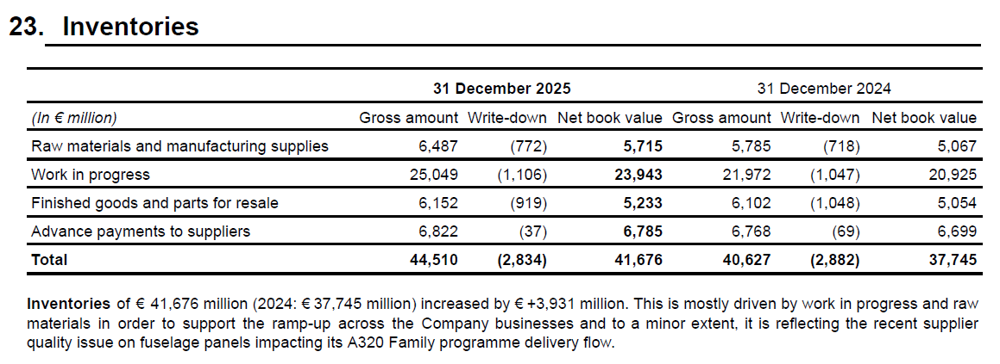 23. Inventories
31 December 2025 31 December 2024
(In € million) Gross amount Write-down Net book value Gross amount Write-down Net book value
Raw materials and manufacturing supplies 6,487 (772) 5,715 5,785 (718) 5,067
Work in progress 25,049 (1,106) 23,943 21,972 (1,047) 20,925
Finished goods and parts for resale 6,152 (919) 5,233 6,102 (1,048) 5,054
Advance payments to suppliers 6,822 (37) 6,785 6,768 (69) 6,699
Total 44,510 (2,834) 41,676 40,627 (2,882) 37,745
Inventories of € 41,676 million (2024: € 37,745 million) increased by € +3,931 million. This is mostly driven by work in progress and raw
materials in order to support the ramp-up across the Company businesses and to a minor extent, it is reflecting the recent supplier
quality issue on fuselage panels impacting its A320 Family programme delivery flow.